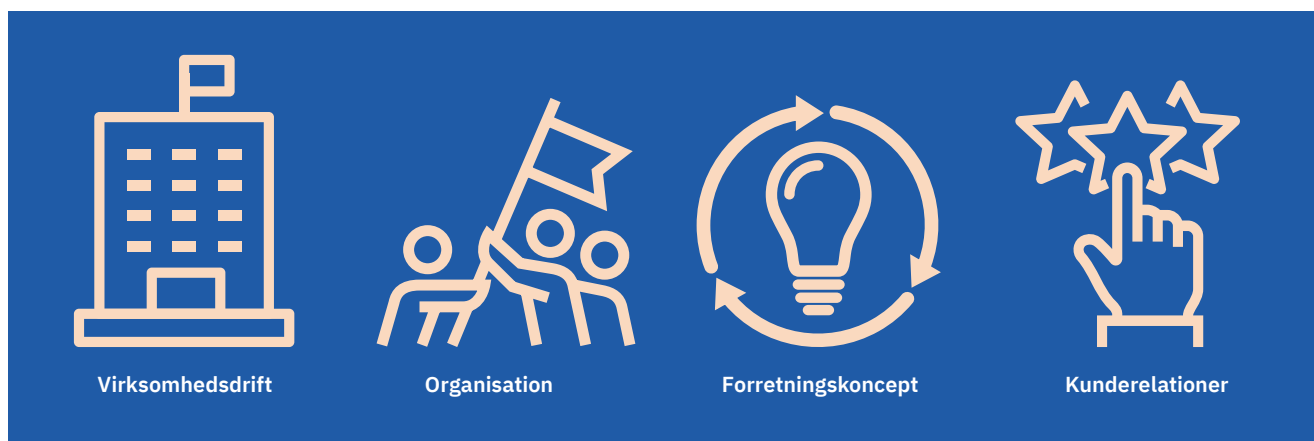 Virksomhedsdrift
Organisation
Forretningskoncept
Kunderelationer